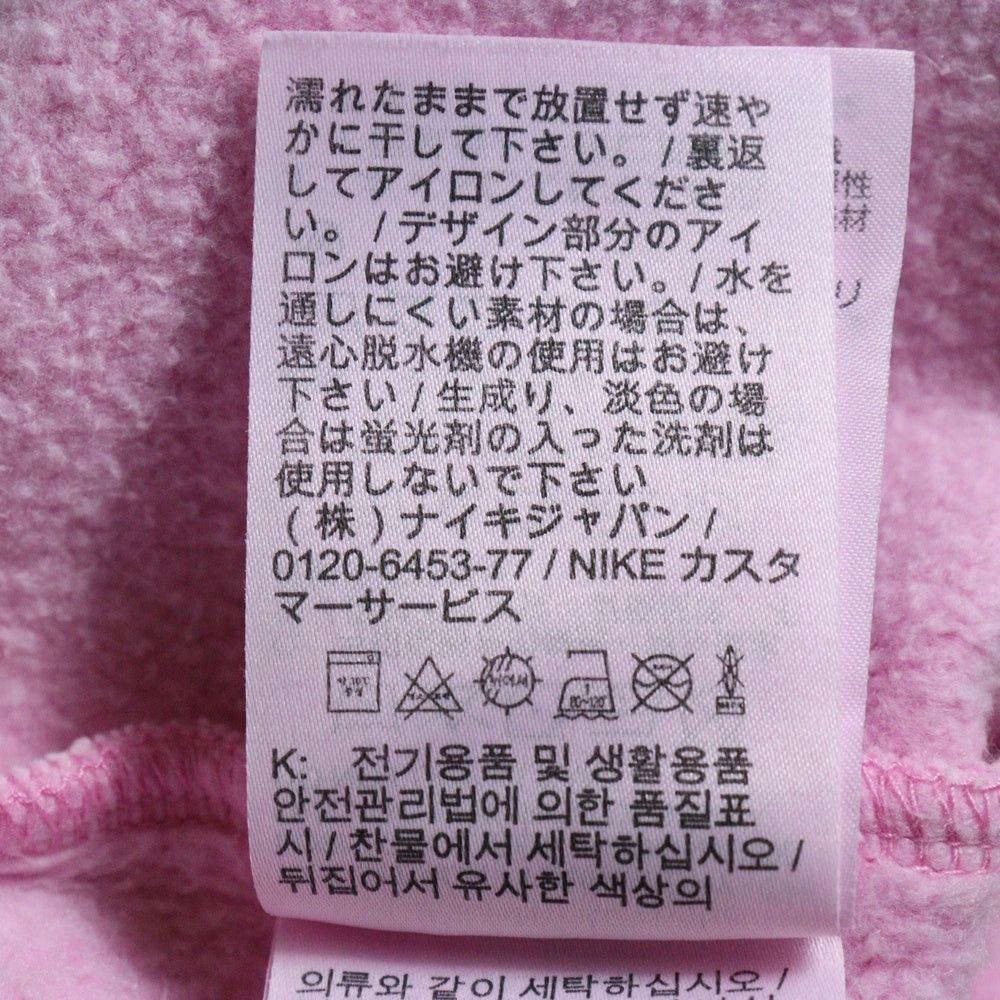 濡れたままで放置せず速や
かに干して下さい。/裏返
してアイロンしてくださ
い。/デザイン部分のアイ
ロンはお避け下さい。/水を
通しにくい素材の場合は、
遠心脱水機の使用はお避け
下さい/生成り、淡色の場
合は蛍光剤の入った洗剤は
使用しないで下さい
(株)ナイキジャパン/
0120-6453-77 / NIKE カスタ
マーサービス
K: 전기용품 및 생활용품
안전관리법에 의한 품질표
시 / 찬물에서 세탁하십시오 /
뒤집어서 유사한 색상의
의류와 같이 세탁하십시오 /
性
材
り